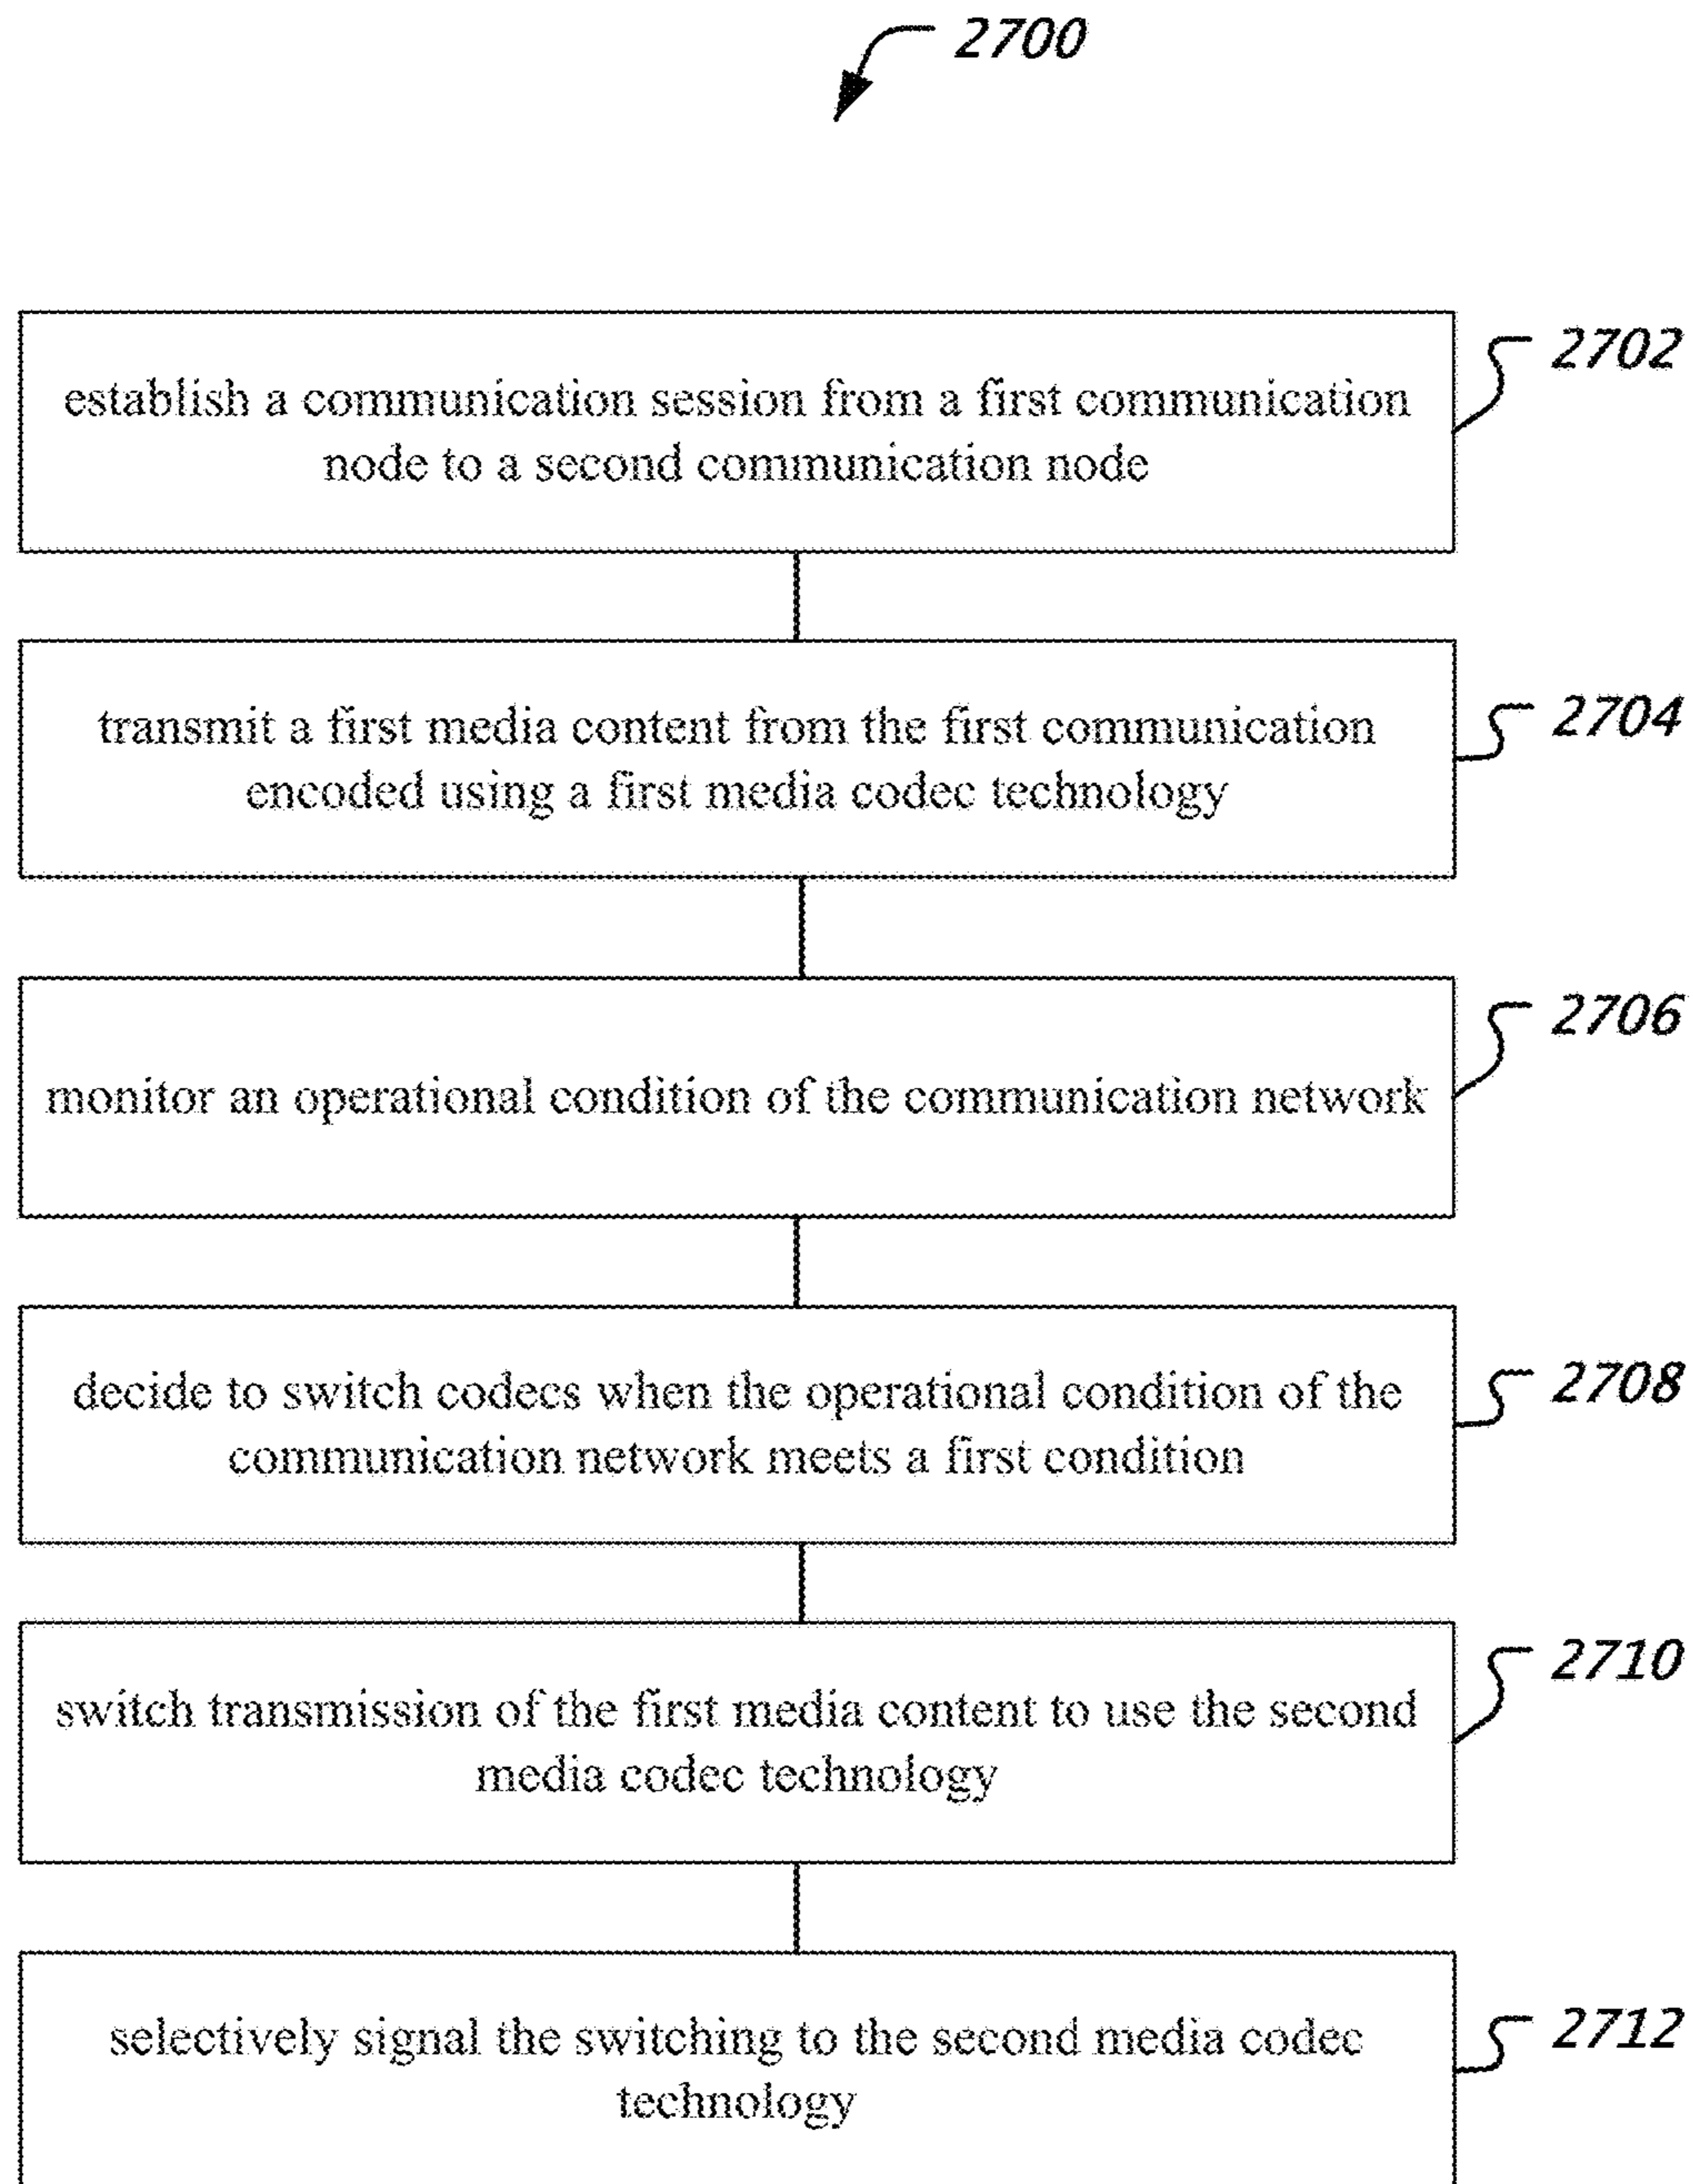 2700
establish a communication session from a first communication
node to a second communication node
2702
transmit a first media content from the first communication
encoded using a first media codec technology
2704
monitor an operational condition of the communication network
2706
decide to switch codecs when the operational condition of the
communication network meets a first condition
2708
switch transmission of the first media content to use the second
media codec technology
2710
selectively signal the switching to the second media codec
technology
2712